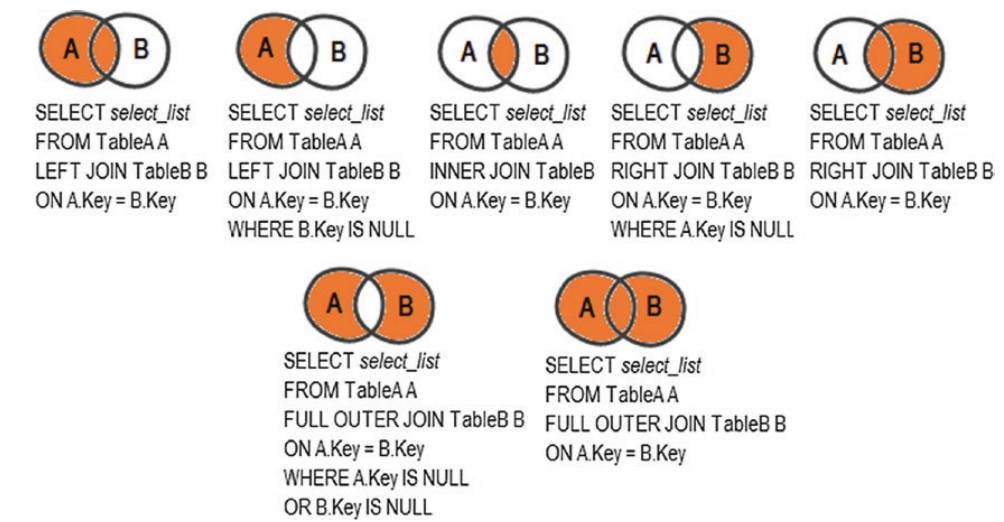 A B
SELECT select_list
FROM TableA A
LEFT JOIN TableB B
ON A.Key = B.Key
A B
SELECT select_list
FROM TableA A
LEFT JOIN TableB B
ON A.Key = B.Key
WHERE B.Key IS NULL
A B
SELECT select_list
FROM TableA A
INNER JOIN TableB
ON A.Key = B.Key
A B
SELECT select_list
FROM TableA A
RIGHT JOIN TableB B
ON A.Key = B.Key
WHERE A.Key IS NULL
A B
SELECT select_list
FROM TableA A
RIGHT JOIN TableB B
ON A.Key = B.Key
A B
SELECT select_list
FROM TableA A
FULL OUTER JOIN TableB B
ON A.Key = B.Key
WHERE A.Key IS NULL
OR B.Key IS NULL
A B
SELECT select_list
FROM TableA A
FULL OUTER JOIN TableB B
ON A.Key = B.Key